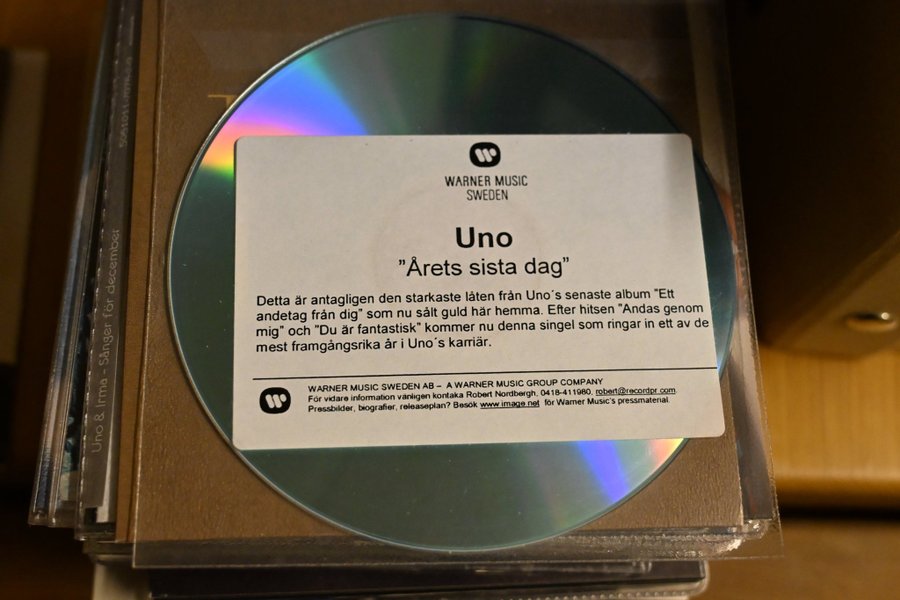 WARNER MUSIC
SWEDEN
Uno
"Årets sista dag"
Detta är antagligen den starkaste låten från Uno´s senaste album "Ett
andetag från dig" som nu sålt guld här hemma. Efter hitsen "Andas genom
mig" och "Du är fantastisk" kommer nu denna singel som ringar in ett av de
mest framgångsrika år i Uno´s karriär.
WARNER MUSIC SWEDEN AB – A WARNER MUSIC GROUP COMPANY
För vidare information vänligen kontaka Robert Nordbergh, 0418-411980, robert@recordpr.com.
Pressbilder, biografier, releaseplan? Besök www.image.net för Warner Music's pressmaterial.
Uno & Irma - Sånger för december